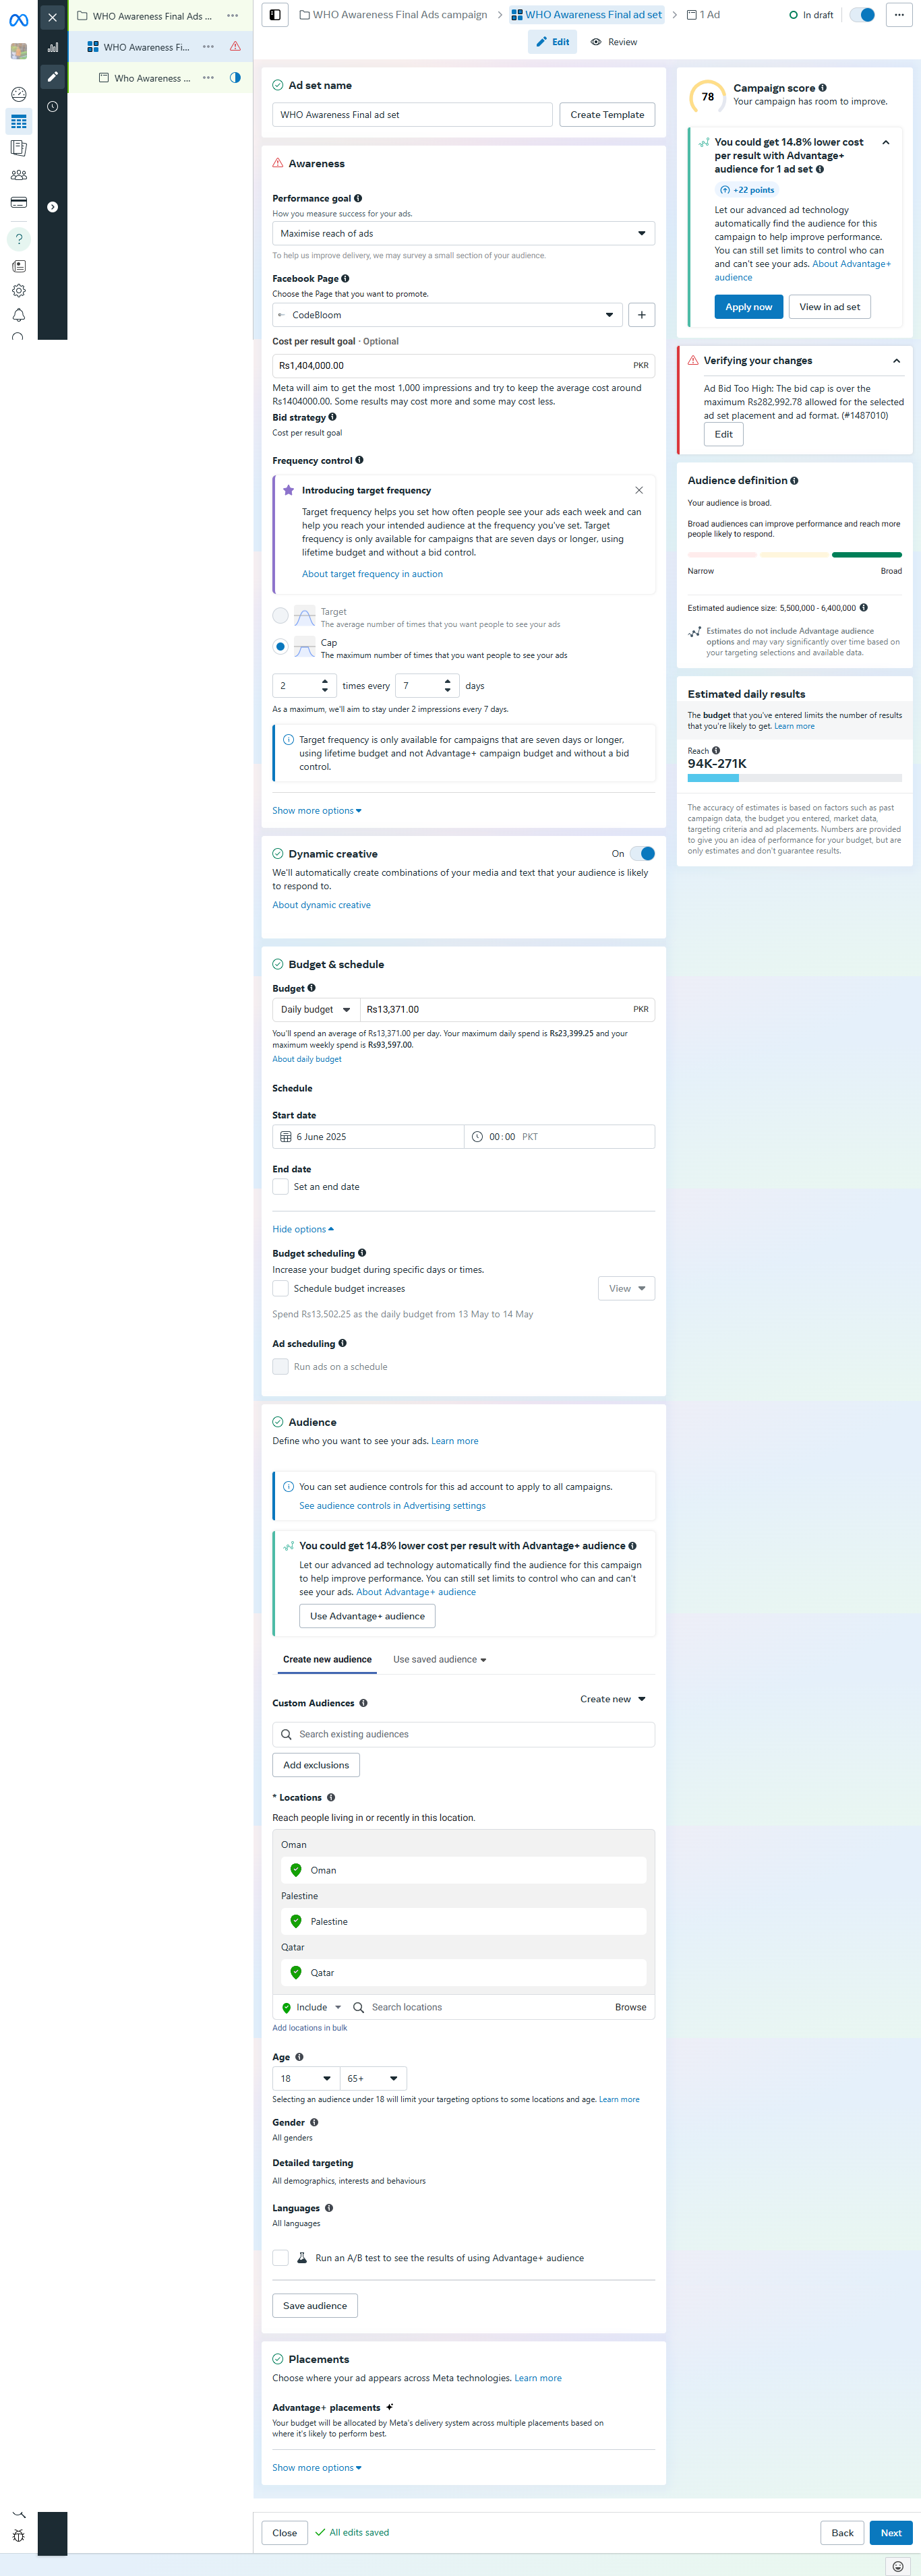 WHO Awareness Final Ads ...
WHO Awareness Fi...
Who Awareness ...
WHO Awareness Final Ads campaign
WHO Awareness Final ad set
1 Ad
In draft
Edit
Review
Ad set name
WHO Awareness Final ad set
Create Template
Awareness
Performance goal
How you measure success for your ads.
Maximise reach of ads
To help us improve delivery, we may survey a small section of your audience.
Facebook Page
Choose the Page that you want to promote.
CodeBloom
Cost per result goal · Optional
Rs1,404,000.00 PKR
Meta will aim to get the most 1,000 impressions and try to keep the average cost around
Rs1404000.00. Some results may cost more and some may cost less.
Bid strategy
Cost per result goal
Frequency control
Introducing target frequency
Target frequency helps you set how often people see your ads each week and can
help you reach your intended audience at the frequency you've set. Target
frequency is only available for campaigns that are seven days or longer, using
lifetime budget and without a bid control.
About target frequency in auction
Target
The average number of times that you want people to see your ads
Cap
The maximum number of times that you want people to see your ads
2 times every 7 days
As a maximum, we'll aim to stay under 2 impressions every 7 days.
Target frequency is only available for campaigns that are seven days or longer,
using lifetime budget and not Advantage+ campaign budget and without a bid
control.
Show more options
Dynamic creative
On
We'll automatically create combinations of your media and text that your audience is likely
to respond to.
About dynamic creative
Budget & schedule
Budget
Daily budget Rs13,371.00 PKR
You'll spend an average of Rs13,371.00 per day. Your maximum daily spend is Rs23,399.25 and your
maximum weekly spend is Rs93,597.00.
About daily budget
Schedule
Start date
6 June 2025 00:00 PKT
End date
Set an end date
Hide options
Budget scheduling
Increase your budget during specific days or times.
Schedule budget increases
View
Spend Rs13,502.25 as the daily budget from 13 May to 14 May
Ad scheduling
Run ads on a schedule
Audience
Define who you want to see your ads. Learn more
You can set audience controls for this ad account to apply to all campaigns.
See audience controls in Advertising settings
You could get 14.8% lower cost per result with Advantage+ audience
Let our advanced ad technology automatically find the audience for this campaign
to help improve performance. You can still set limits to control who can and can't
see your ads. About Advantage+ audience
Use Advantage+ audience
Create new audience
Use saved audience
Custom Audiences
Create new
Search existing audiences
Add exclusions
* Locations
Reach people living in or recently in this location.
Oman
Oman
Palestine
Palestine
Qatar
Qatar
Include
Search locations
Browse
Add locations in bulk
Age
18
65+
Selecting an audience under 18 will limit your targeting options to some locations and age. Learn more
Gender
All genders
Detailed targeting
All demographics, interests and behaviours
Languages
All languages
Run an A/B test to see the results of using Advantage+ audience
Save audience
Placements
Choose where your ad appears across Meta technologies. Learn more
Advantage+ placements
Your budget will be allocated by Meta's delivery system across multiple placements based on
where it's likely to perform best.
Show more options
78
Campaign score
Your campaign has room to improve.
You could get 14.8% lower cost
per result with Advantage+
audience for 1 ad set
+22 points
Let our advanced ad technology
automatically find the audience for this
campaign to help improve performance.
You can still set limits to control who can
and can't see your ads. About Advantage+
audience
Apply now
View in ad set
Verifying your changes
Ad Bid Too High: The bid cap is over the
maximum Rs282,992.78 allowed for the selected
ad set placement and ad format. (#1487010)
Edit
Audience definition
Your audience is broad.
Broad audiences can improve performance and reach more
people likely to respond.
Narrow
Broad
Estimated audience size: 5,500,000 - 6,400,000
Estimates do not include Advantage audience
options and may vary significantly over time based on
your targeting selections and available data.
Estimated daily results
The budget that you've entered limits the number of results
that you're likely to get. Learn more
Reach
94K-271K
The accuracy of estimates is based on factors such as past
campaign data, the budget you entered, market data,
targeting criteria and ad placements. Numbers are provided
to give you an idea of performance for your budget, but are
only estimates and don't guarantee results.
Close
All edits saved
Back
Next